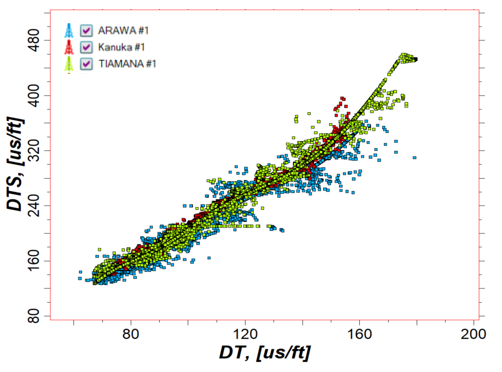 ARAWA #1
Kanuka #1
TIAMANA #1
480
400
320
240
160
80
DTS, [us/ft]
80
120
160
200
DT, [us/ft]